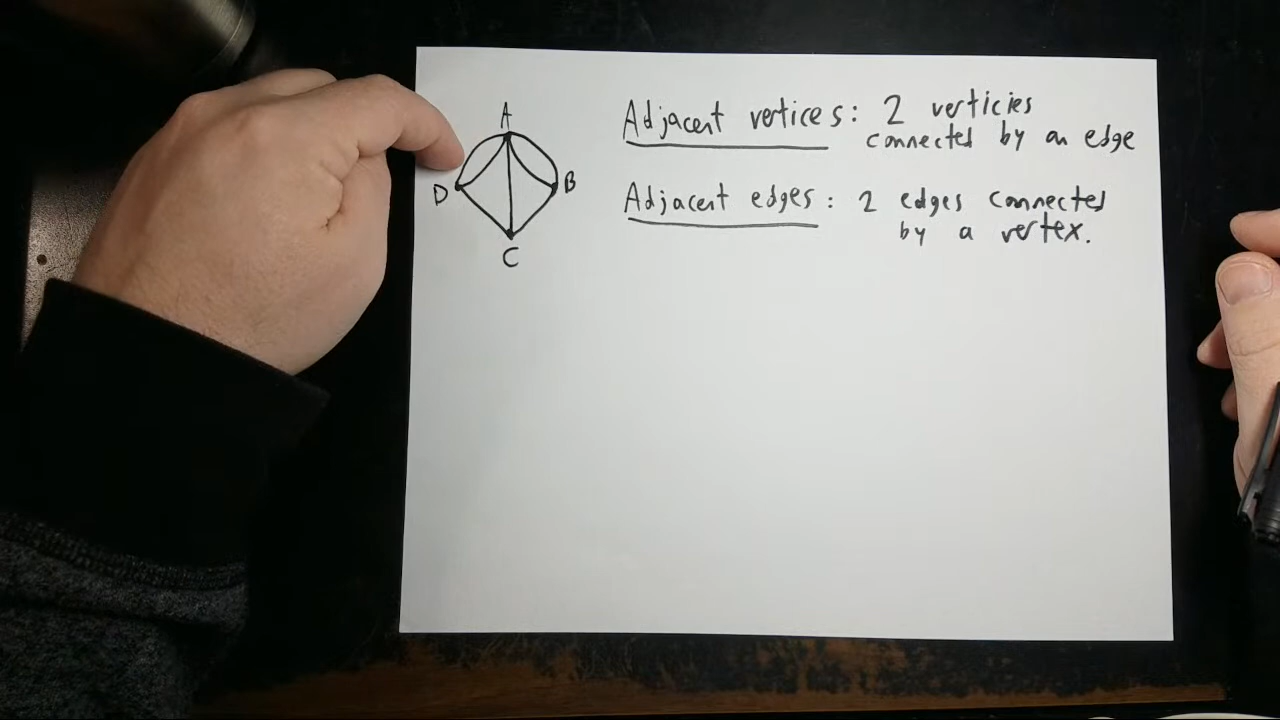 A
D
B
C
Adjacent vertices: 2 verticies
connected by an edge
Adjacent edges: 2 edges connected
by a vertex.